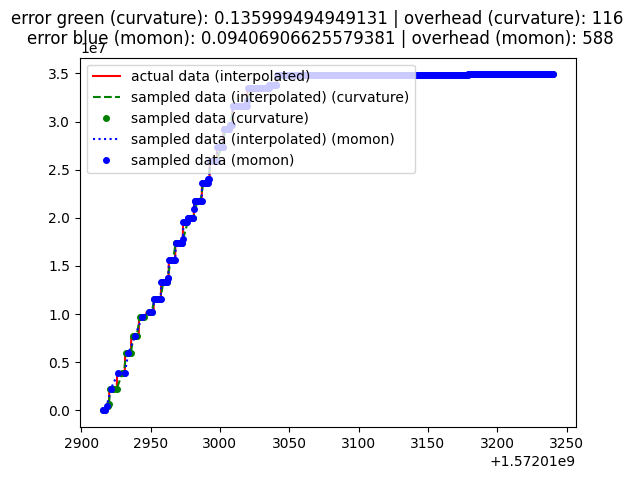 error green (curvature): 0.135999494949131 | overhead (curvature): 116
error blue (momon): 0.09406906625579381 | overhead (momon): 588
1e7
actual data (interpolated)
sampled data (interpolated) (curvature)
sampled data (curvature)
sampled data (interpolated) (momon)
sampled data (momon)
3.5
3.0
2.5
2.0
1.5
1.0
0.5
0.0
2900 2950 3000 3050 3100 3150 3200 3250
+1.57201e9